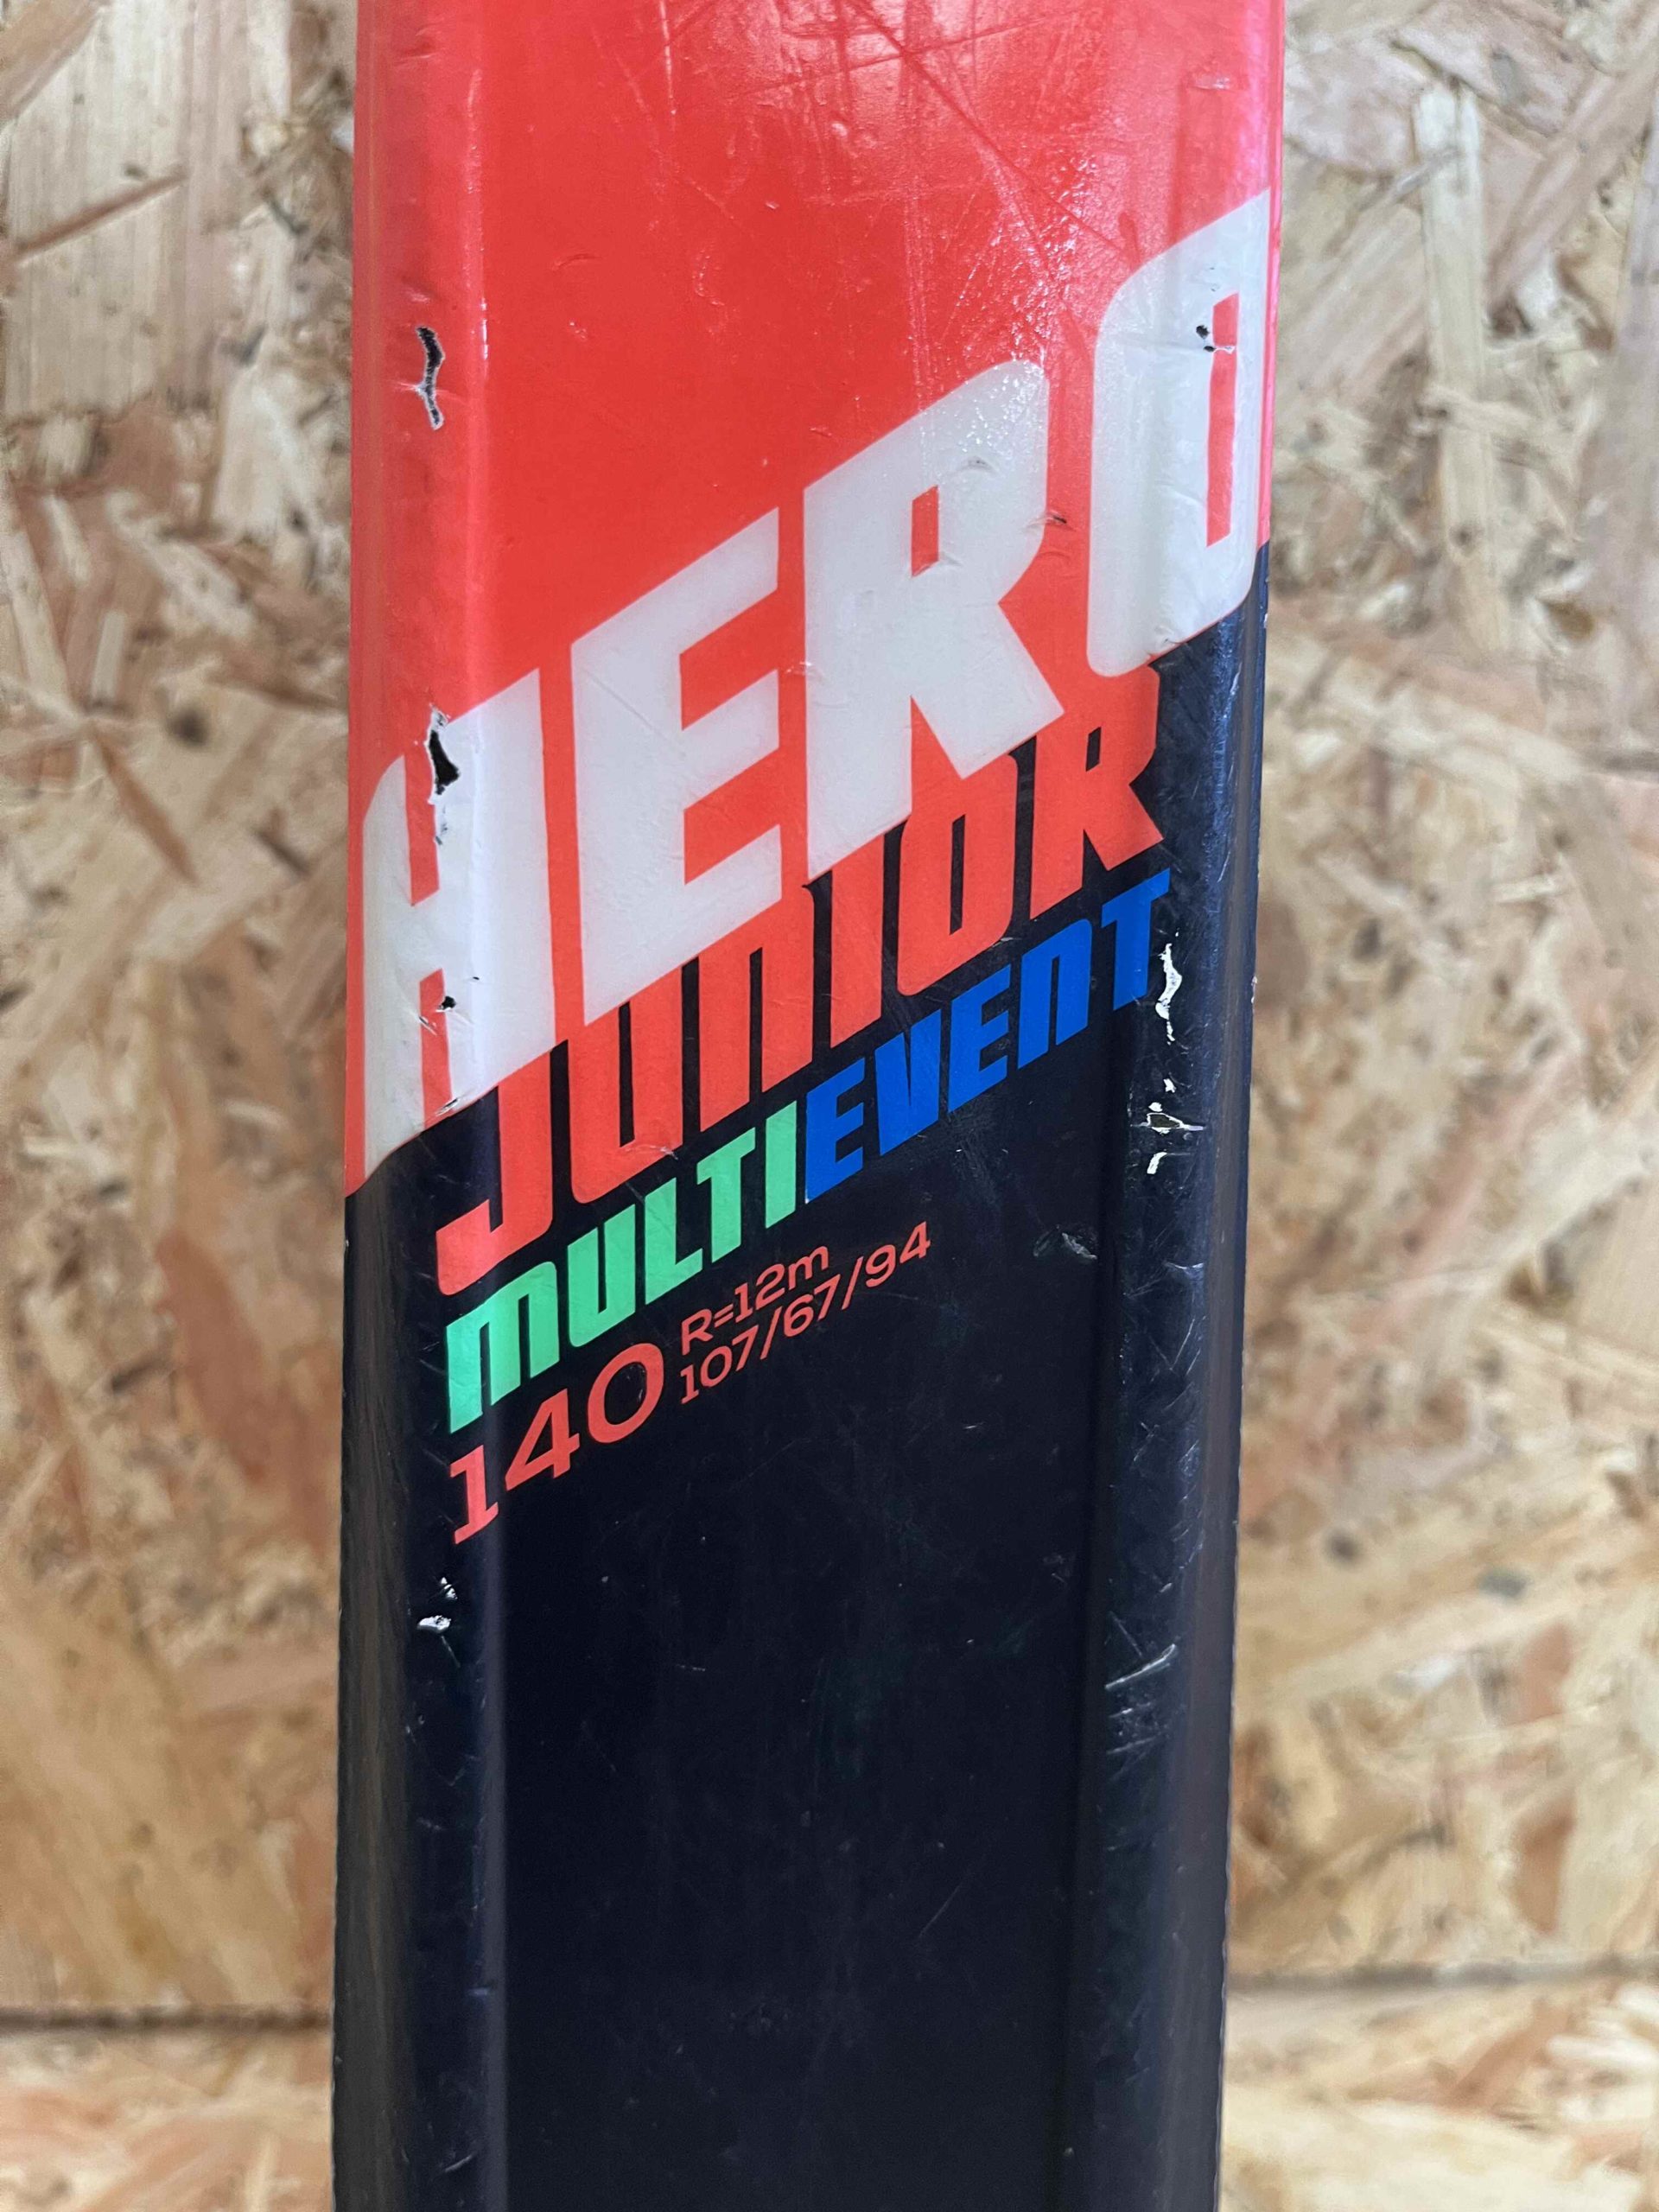 HERO
JUNIOR
MULTIEVENT
140 R=12m
107/67/94